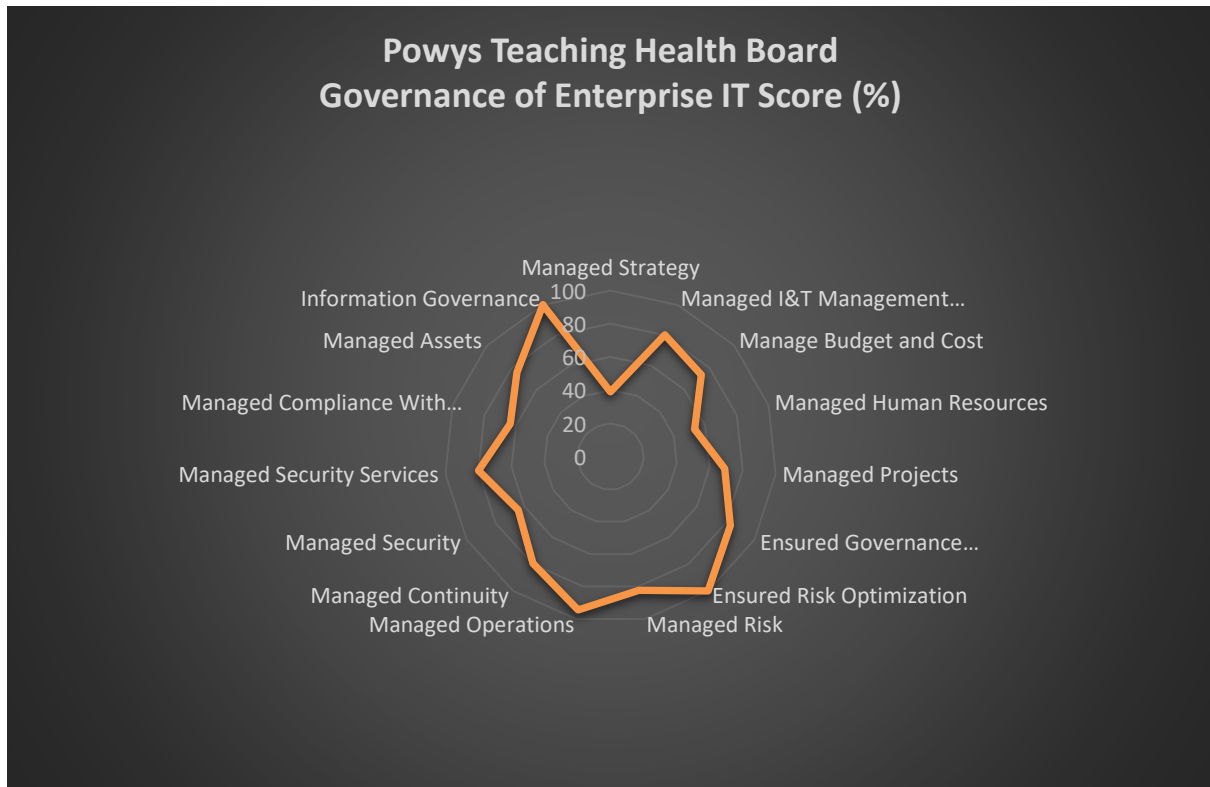 Powys Teaching Health Board
Governance of Enterprise IT Score (%)
Managed Strategy
100
Information Governance
Managed I&T Management...
80
Managed Assets
Manage Budget and Cost
60
40
Managed Compliance With...
Managed Human Resources
20
0
Managed Security Services
Managed Projects
Managed Security
Ensured Governance...
Managed Continuity
Ensured Risk Optimization
Managed Operations
Managed Risk